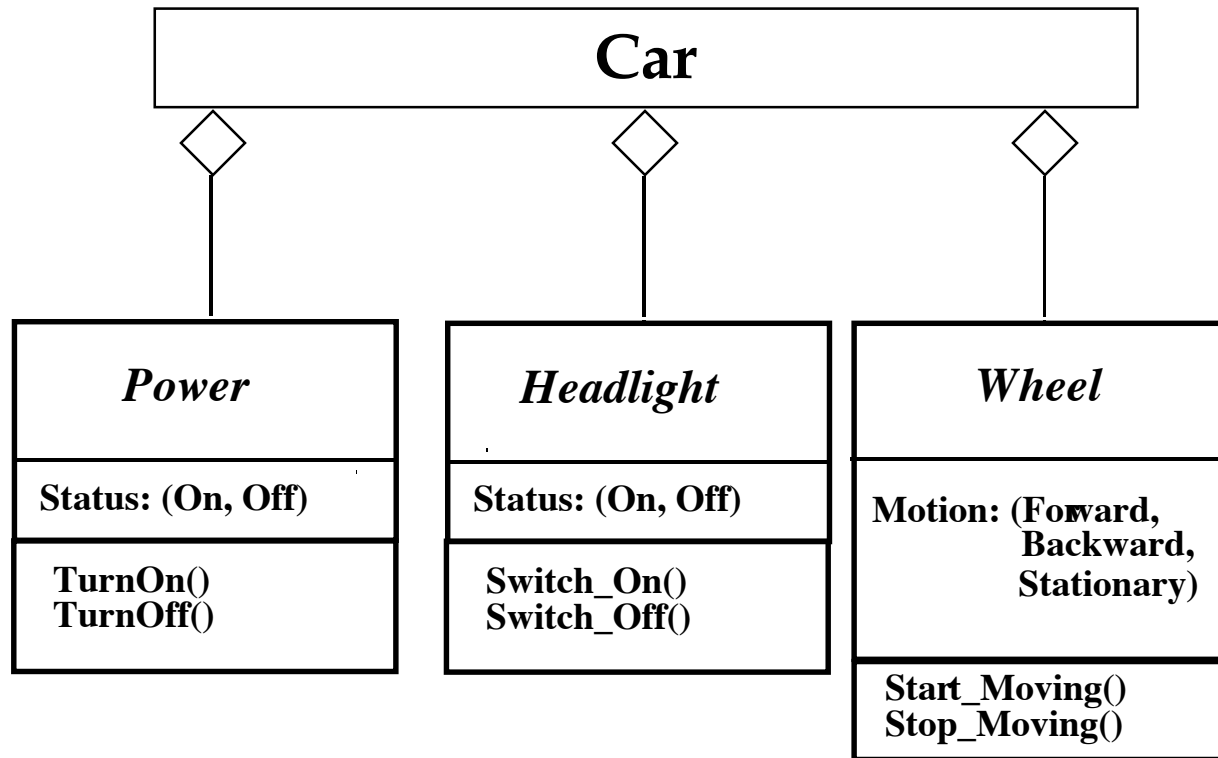 Car
Power
Status: (On, Off)
TurnOn()
TurnOff()
Headlight
Status: (On, Off)
Switch_On()
Switch_Off()
Wheel
Motion: (Forward,
Backward,
Stationary)
Start_Moving()
Stop_Moving()